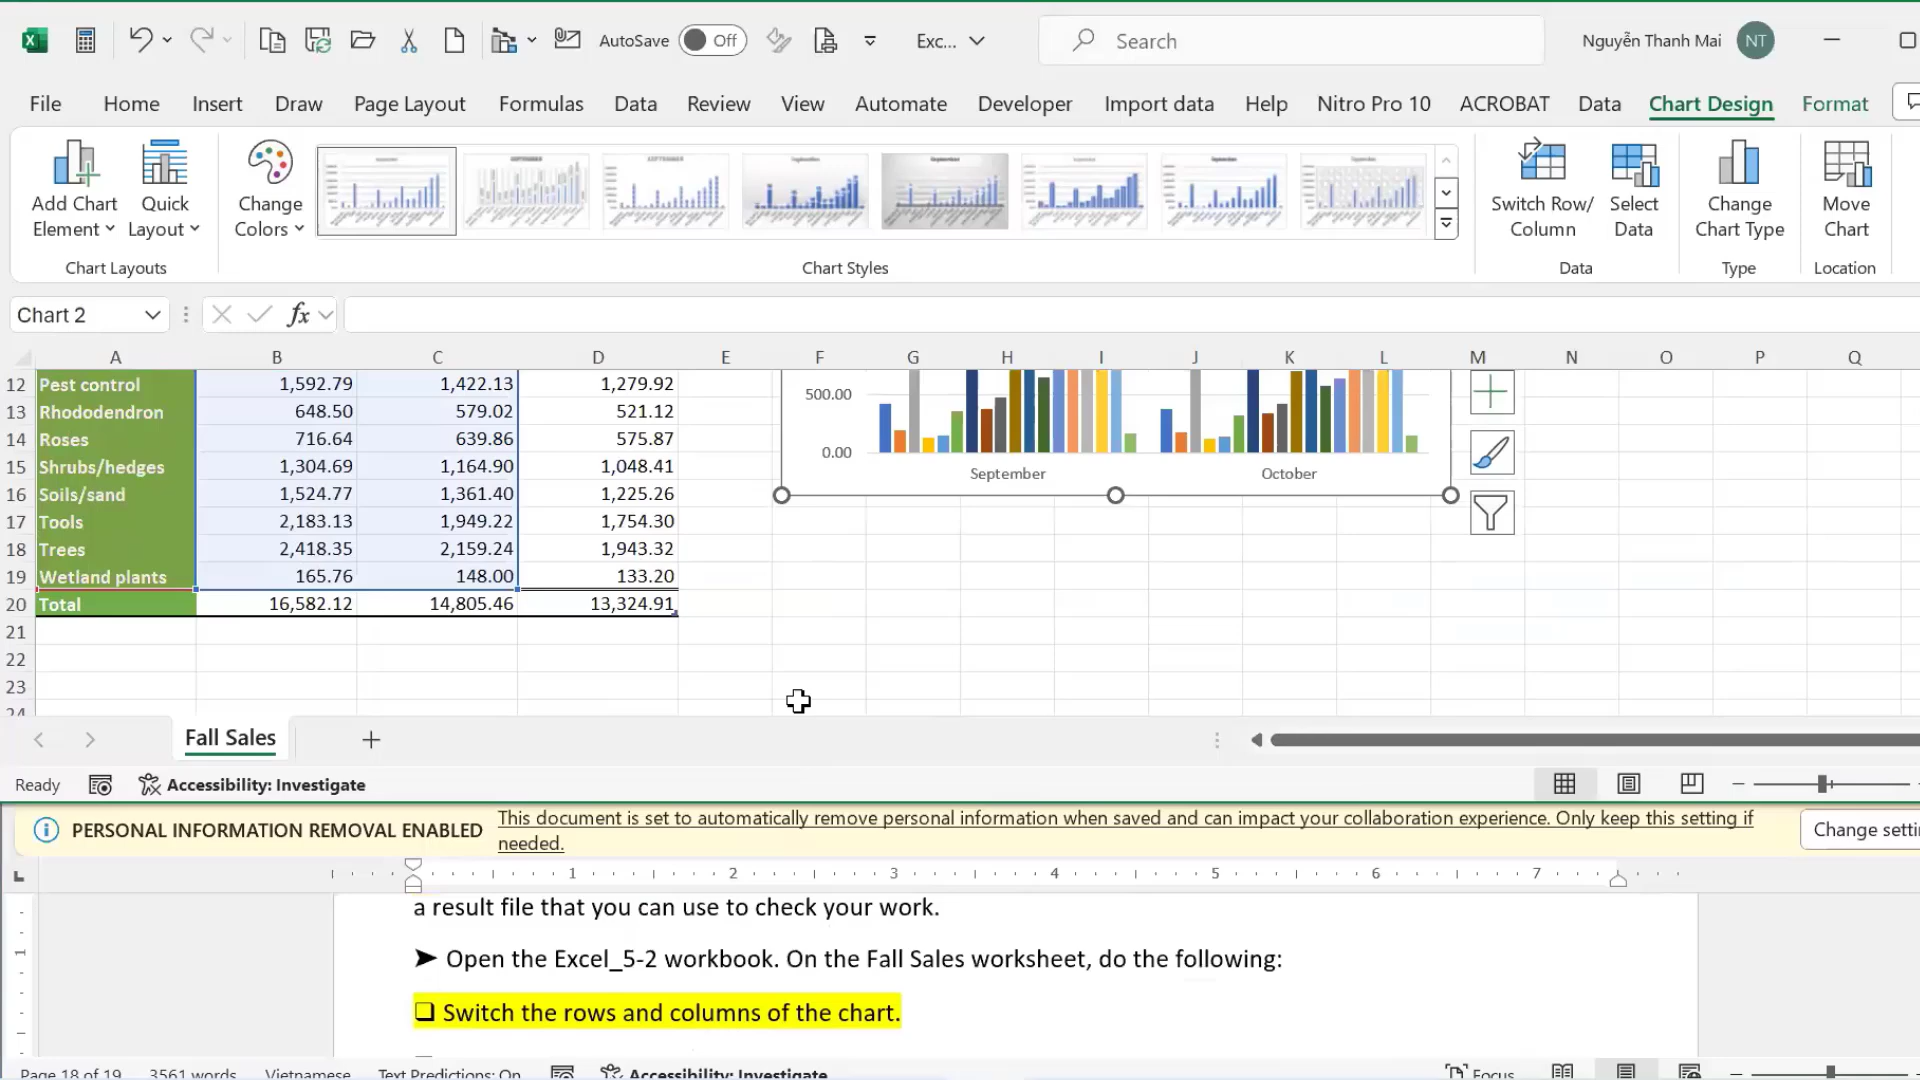 AutoSave Off Exc... Search Nguyễn Thanh Mai NT
File Home Insert Draw Page Layout Formulas Data Review View Automate Developer Import data Help Nitro Pro 10 ACROBAT Data Chart Design Format
Add Chart Element Quick Layout Change Colors Switch Row/ Column Select Data Change Chart Type Move Chart
Chart Layouts Chart Styles Data Type Location
Chart 2 fx
A B C D E F G H I J K L M N O P Q
12 Pest control 1,592.79 1,422.13 1,279.92
13 Rhododendron 648.50 579.02 521.12
14 Roses 716.64 639.86 575.87
15 Shrubs/hedges 1,304.69 1,164.90 1,048.41
16 Soils/sand 1,524.77 1,361.40 1,225.26
17 Tools 2,183.13 1,949.22 1,754.30
18 Trees 2,418.35 2,159.24 1,943.32
19 Wetland plants 165.76 148.00 133.20
20 Total 16,582.12 14,805.46 13,324.91
21
22
23
24
500.00
0.00
September October
Fall Sales
Ready Accessibility: Investigate
PERSONAL INFORMATION REMOVAL ENABLED This document is set to automatically remove personal information when saved and can impact your collaboration experience. Only keep this setting if
needed.
Change setti
1 2 3 4 5 6 7
a result file that you can use to check your work.
➤ Open the Excel_5-2 workbook. On the Fall Sales worksheet, do the following:
❑ Switch the rows and columns of the chart.
Page 18 of 19 3561 words Vietnamese Text Predictions: On Accessibility: Investigate Focus